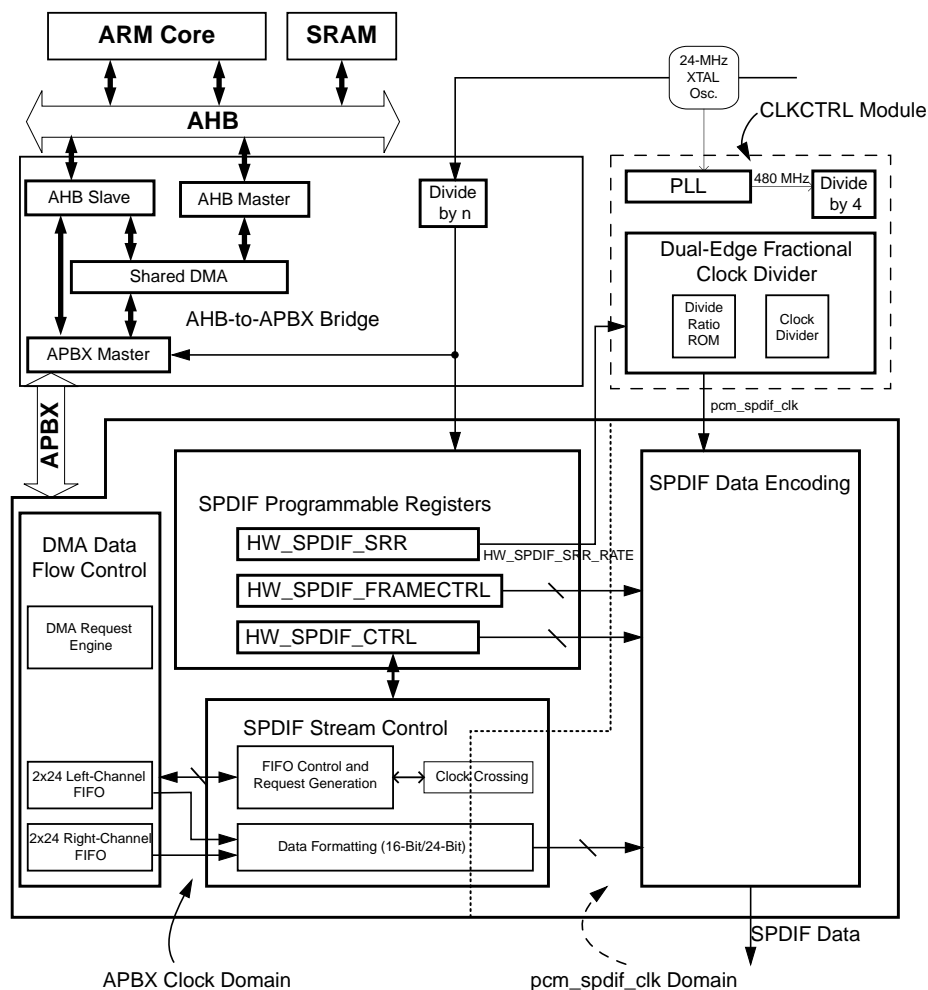 ARM Core
SRAM
24-MHz
XTAL
Osc.
AHB
CLKCTRL Module
AHB Slave
AHB Master
Divide
by n
PLL
480 MHz
Divide
by 4
Shared DMA
Dual-Edge Fractional
Clock Divider
AHB-to-APBX Bridge
Divide
Ratio
ROM
Clock
Divider
APBX Master
APBX
pcm_spdif_clk
SPDIF Programmable Registers
SPDIF Data Encoding
DMA Data
Flow Control
HW_SPDIF_SRR
HW_SPDIF_SRR_RATE
HW_SPDIF_FRAMECTRL
DMA Request
Engine
HW_SPDIF_CTRL
SPDIF Stream Control
2x24 Left-Channel
FIFO
FIFO Control and
Request Generation
Clock Crossing
2x24 Right-Channel
FIFO
Data Formatting (16-Bit/24-Bit)
SPDIF Data
APBX Clock Domain
pcm_spdif_clk Domain